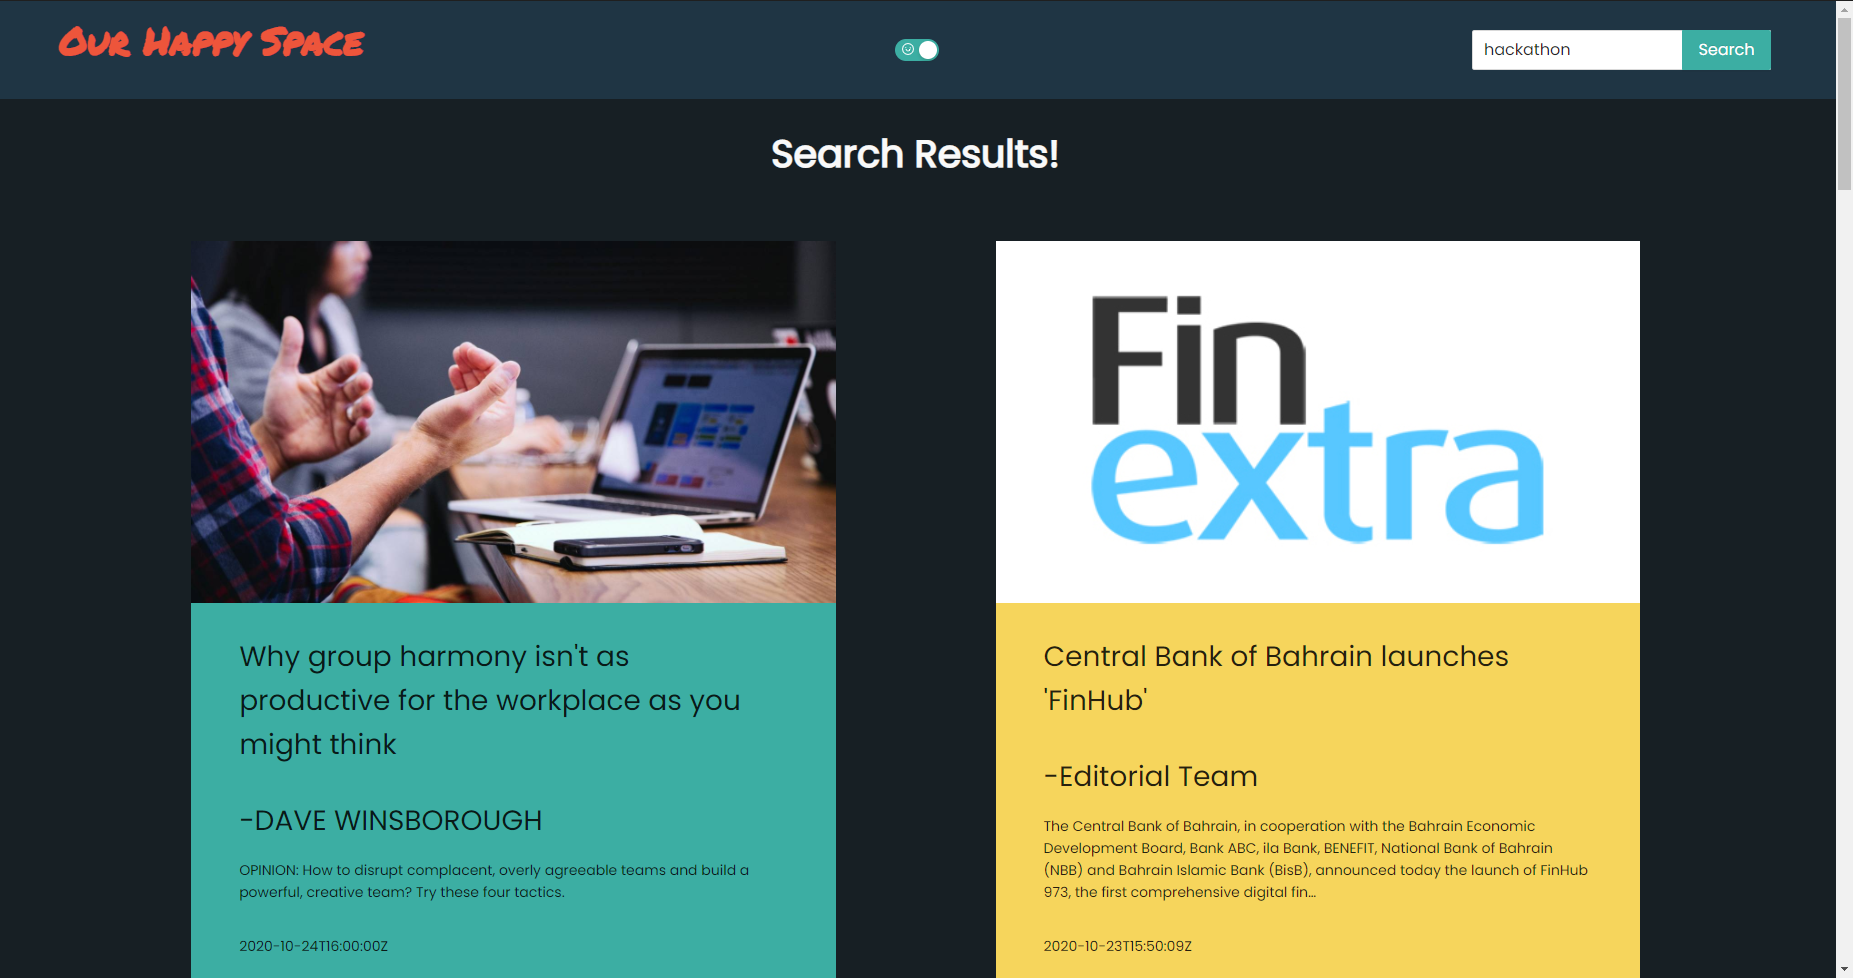 Our Happy Space
hackathon
Search
Search Results!
Fin
extra
Why group harmony isn't as
productive for the workplace as you
might think
-DAVE WINSBOROUGH
OPINION: How to disrupt complacent, overly agreeable teams and build a
powerful, creative team? Try these four tactics.
2020-10-24T16:00:00Z
Central Bank of Bahrain launches
'FinHub'
-Editorial Team
The Central Bank of Bahrain, in cooperation with the Bahrain Economic
Development Board, Bank ABC, ila Bank, BENEFIT, National Bank of Bahrain
(NBB) and Bahrain Islamic Bank (BisB), announced today the launch of FinHub
973, the first comprehensive digital fin…
2020-10-23T15:50:09Z